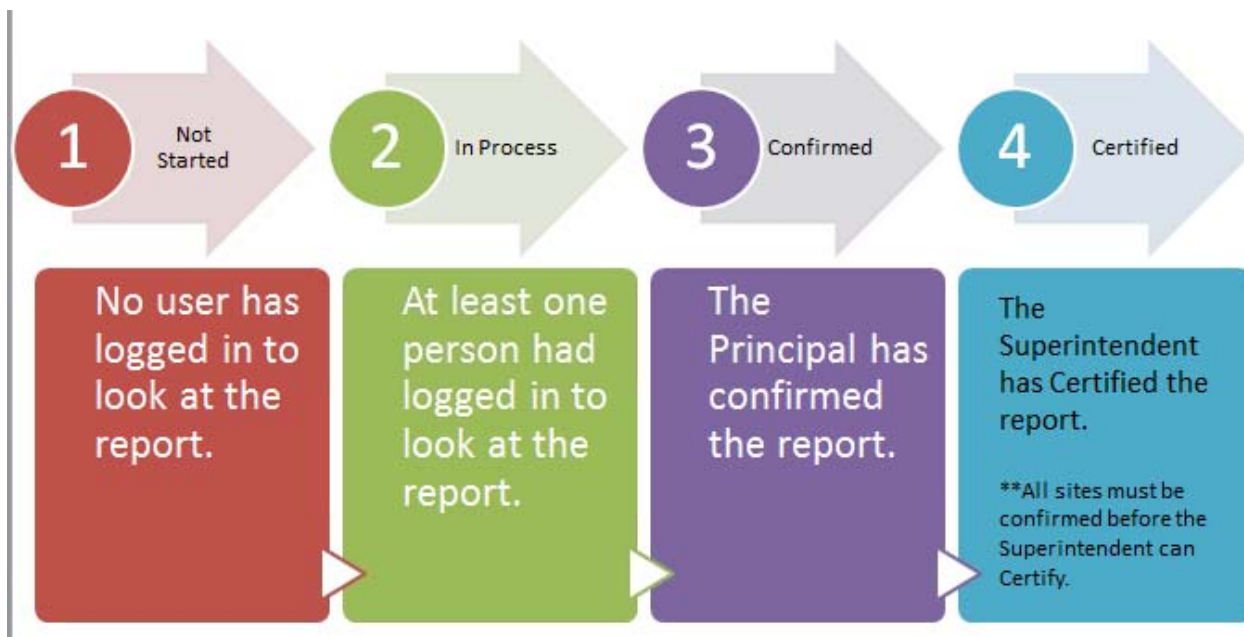 1
Not
Started
2
In Process
3
Confirmed
4
Certified
No user has
logged in to
look at the
report.
At least one
person had
logged in to
look at the
report.
The
Principal has
confirmed
the report.
The
Superintendent
has Certified the
report.
**All sites must be
confirmed before the
Superintendent can
Certify.